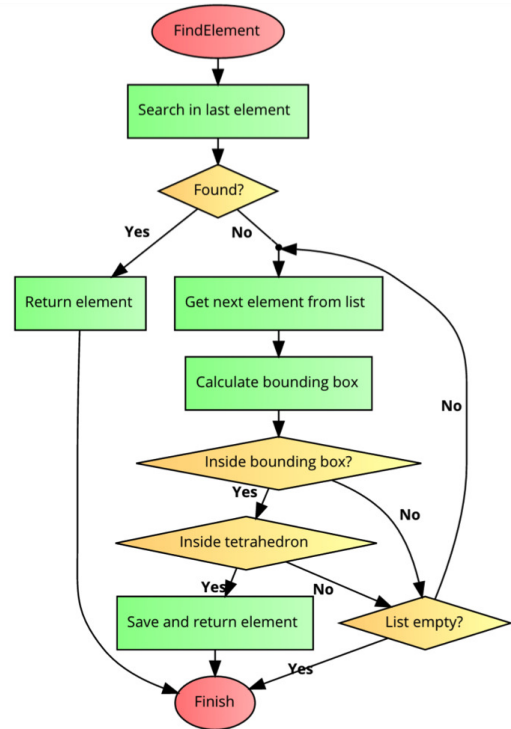 FindElement
Search in last element
Found?
Yes
No
Return element
Get next element from list
Calculate bounding box
No
Inside bounding box?
Yes
No
Inside tetrahedron
Yes
No
Save and return element
List empty?
Yes
Finish